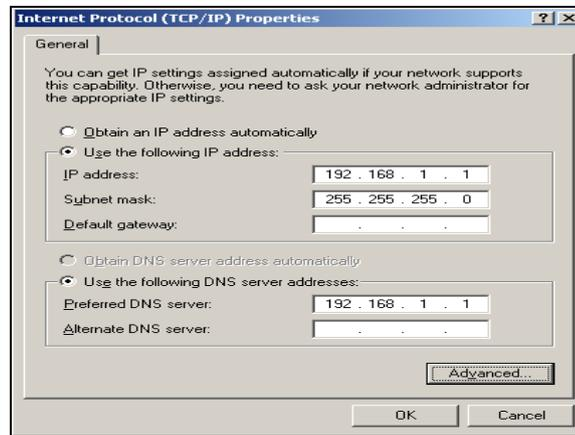 Internet Protocol (TCP/IP) Properties ? X
General
You can get IP settings assigned automatically if your network supports
this capability. Otherwise, you need to ask your network administrator for
the appropriate IP settings.
Obtain an IP address automatically
Use the following IP address:
IP address: 192 . 168 . 1 . 1
Subnet mask: 255 . 255 . 255 . 0
Default gateway: . . .
Obtain DNS server address automatically
Use the following DNS server addresses:
Preferred DNS server: 192 . 168 . 1 . 1
Alternate DNS server: . . .
Advanced...
OK Cancel